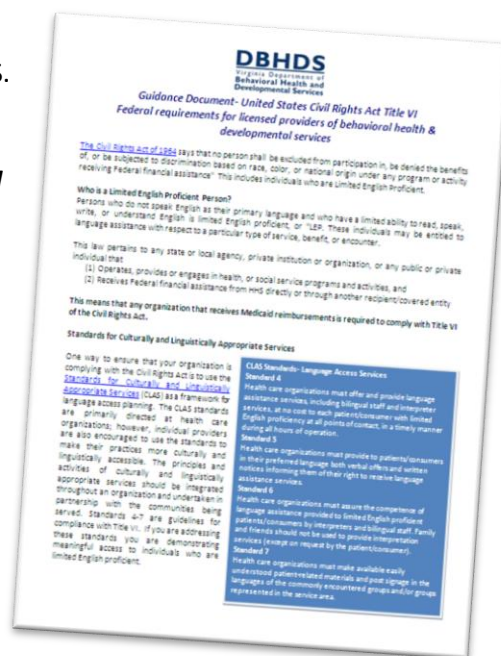 s.
DBHDS
Virginia Department of
Behavioral Health and
Developmental Services
Guidance Document- United States Civil Rights Act Title VI
Federal requirements for licensed providers of behavioral health &
developmental services
The Civil Rights Act of 1964 says that no person shall be excluded from participation in, be denied the benefits
of, or be subjected to discrimination based on race, color, or national origin under any program or activity
receiving Federal financial assistance" This includes individuals who are Limited English Proficient.
Who is a Limited English Proficient Person?
Persons who do not speak English as their primary language and who have a limited ability to read, speak,
write, or understand English is limited English proficient, or "LEP. These individuals may be entitled to
language assistance with respect to a particular type of service, benefit, or encounter.
This law pertains to any state or local agency, private institution or organization, or any public or private
individual that
(1) Operates, provides or engages in health, or social service programs and activities, and
(2) Receives Federal financial assistance from HHS directly or through another recipient/covered entity
This means that any organization that receives Medicaid reimbursements is required to comply with Title VI
of the Civil Rights Act.
Standards for Culturally and Linguistically Appropriate Services
One way to ensure that your organization is
complying with the Civil Rights Act is to use the
Standards for Culturally and Linguistically
Appropriate Services (CLAS) as a framework for
language access planning. The CLAS standards
are primarily directed at health care
organizations; however, individual providers
are also encouraged to use the standards to
make their practices more culturally and
linguistically accessible. The principles and
activities of culturally and linguistically
appropriate services should be integrated
throughout an organization and undertaken in
partnership with the communities being
served. Standards 4-7 are guidelines for
compliance with Title VI. If you are addressing
these standards you are demonstrating
meaningful access to individuals who are
limited English proficient.
CLAS Standards- Language Access Services
Standard 4
Health care organizations must offer and provide language
assistance services, including bilingual staff and interpreter
services, at no cost to each patient/consumer with limited
English proficiency at all points of contact, in a timely manner
during all hours of operation.
Standard 5
Health care organizations must provide to patients/consumers
in their preferred language both verbal offers and written
notices informing them of their right to receive language
assistance services.
Standard 6
Health care organizations must assure the competence of
language assistance provided to limited English proficient
patients/consumers by interpreters and bilingual staff. Family
and friends should not be used to provide interpretation
services (except on request by the patient/consumer).
Standard 7
Health care organizations must make available easily
understood patient-related materials and post signage in the
languages of the commonly encountered groups and/or groups
represented in the service area.